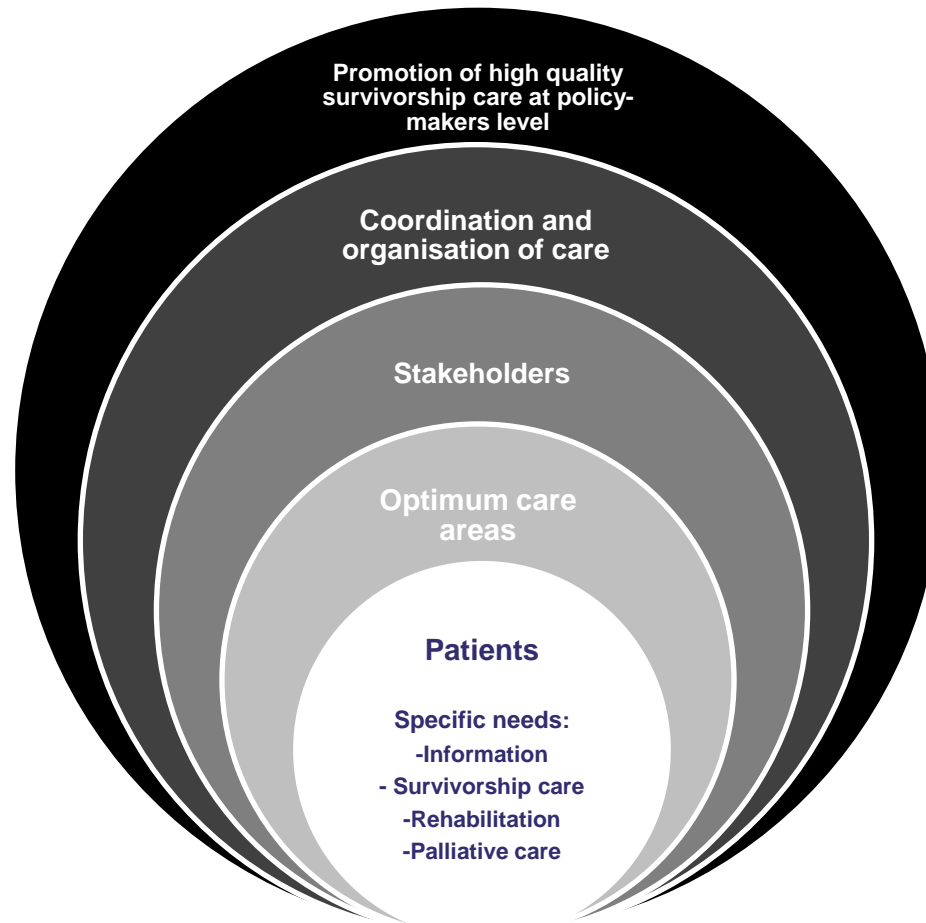 Promotion of high quality
survivorship care at policy-
makers level
Coordination and
organisation of care
Stakeholders
Optimum care
areas
Patients
Specific needs:
-Information
- Survivorship care
-Rehabilitation
-Palliative care